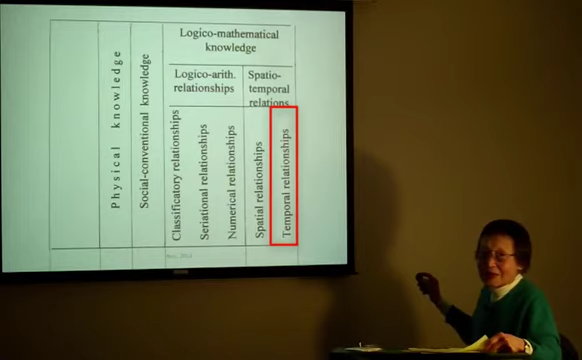 Logico-mathematical
knowledge
Logico-arith.
relationships
Spatio-
temporal
relations
Physical knowledge
Social-conventional knowledge
Classificatory relationships
Seriational relationships
Numerical relationships
Spatial relationships
Temporal relationships